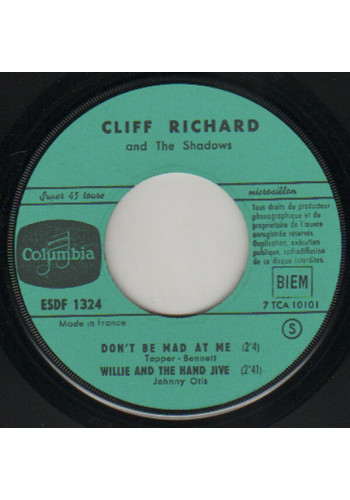 CLIFF RICHARD
and The Shadows
Super 45 tours
microsillon
Tous droits du producteur
phonographique et du
propriétaire de l'œuvre
enregistrée réservés.
Duplication, exécution
publique, radiodiffusion
de ce disque interdites.
Columbia
ESDF 1324
BIEM
7 TCA 10101
Made in France
S
DON'T BE MAD AT ME (2'4)
Tepper - Bennett
WILLIE AND THE HAND JIVE (2'41)
Johnny Otis